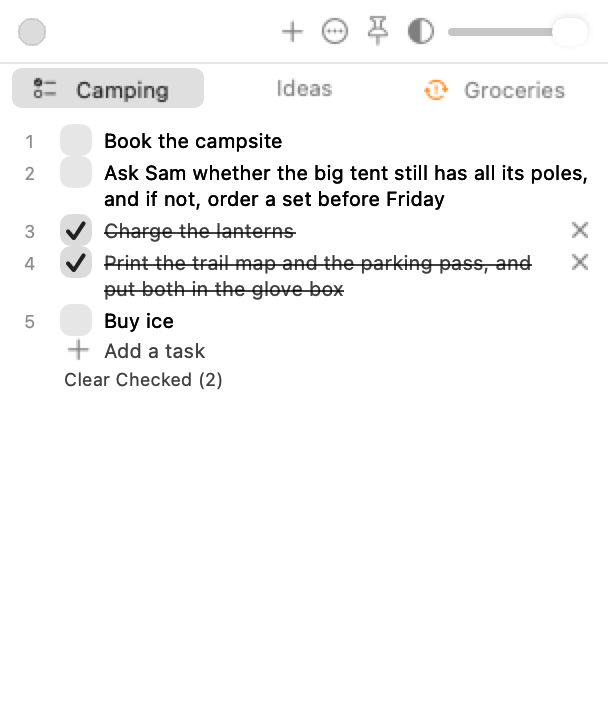 Camping
Ideas
Groceries
1 Book the campsite
2 Ask Sam whether the big tent still has all its poles,
and if not, order a set before Friday
3 Charge the lanterns
4 Print the trail map and the parking pass, and
put both in the glove box
5 Buy ice
Add a task
Clear Checked (2)